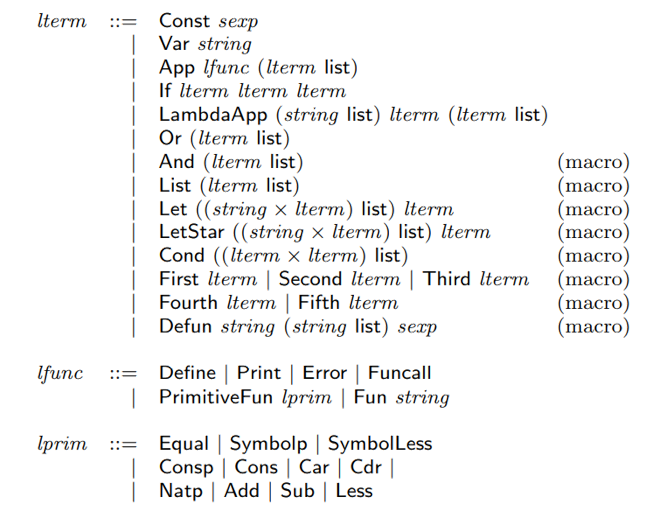 lterm ::= Const sexp
| Var string
| App lfunc (lterm list)
| If lterm lterm lterm
| LambdaApp (string list) lterm (lterm list)
| Or (lterm list)
| And (lterm list) (macro)
| List (lterm list) (macro)
| Let ((string × lterm) list) lterm (macro)
| LetStar ((string × lterm) list) lterm (macro)
| Cond ((lterm × lterm) list) (macro)
| First lterm | Second lterm | Third lterm (macro)
| Fourth lterm | Fifth lterm (macro)
| Defun string (string list) sexp (macro)
lfunc ::= Define | Print | Error | Funcall
| PrimitiveFun lprim | Fun string
lprim ::= Equal | Symbolp | SymbolLess
| Consp | Cons | Car | Cdr |
| Natp | Add | Sub | Less